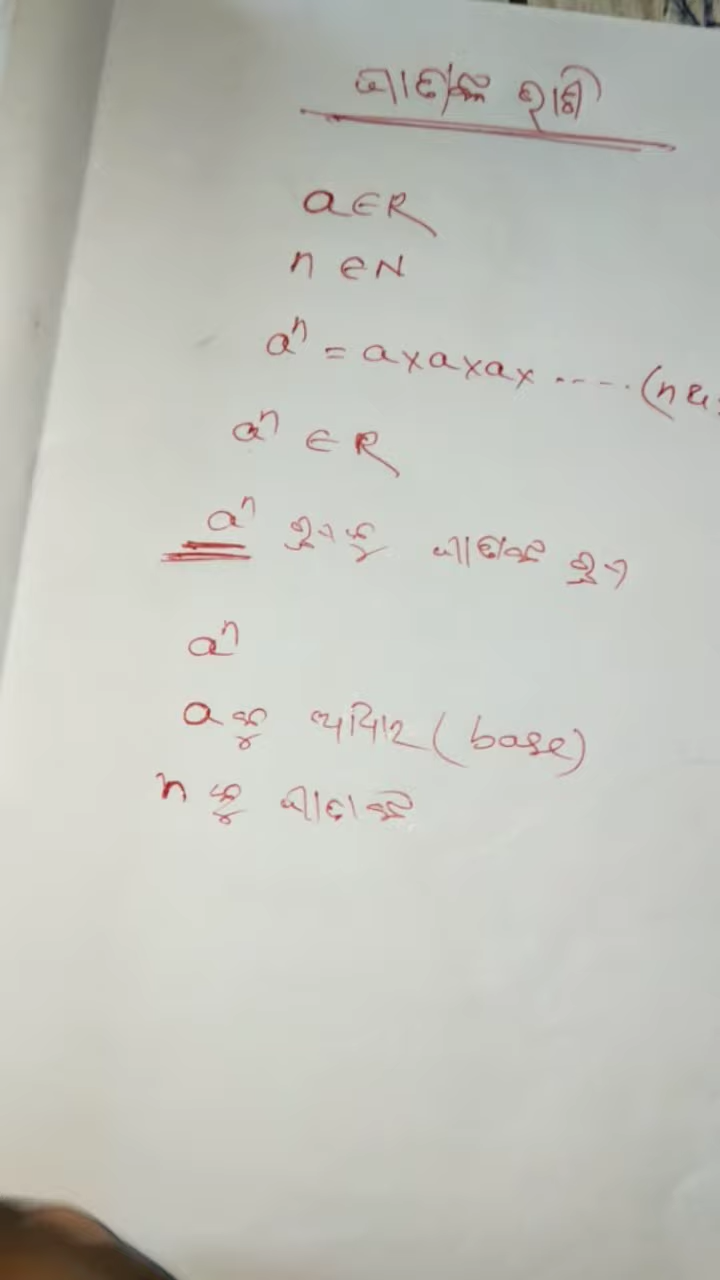 ଘାତାଙ୍କ ରାଶି
a∈R
n ∈N
aⁿ = a×a×a× ..... (n
aⁿ ∈ R
aⁿ ଘାତାଙ୍କ
aⁿ
a କୁ ଆଧାର (base)
n କୁ ଘାତାଙ୍କ